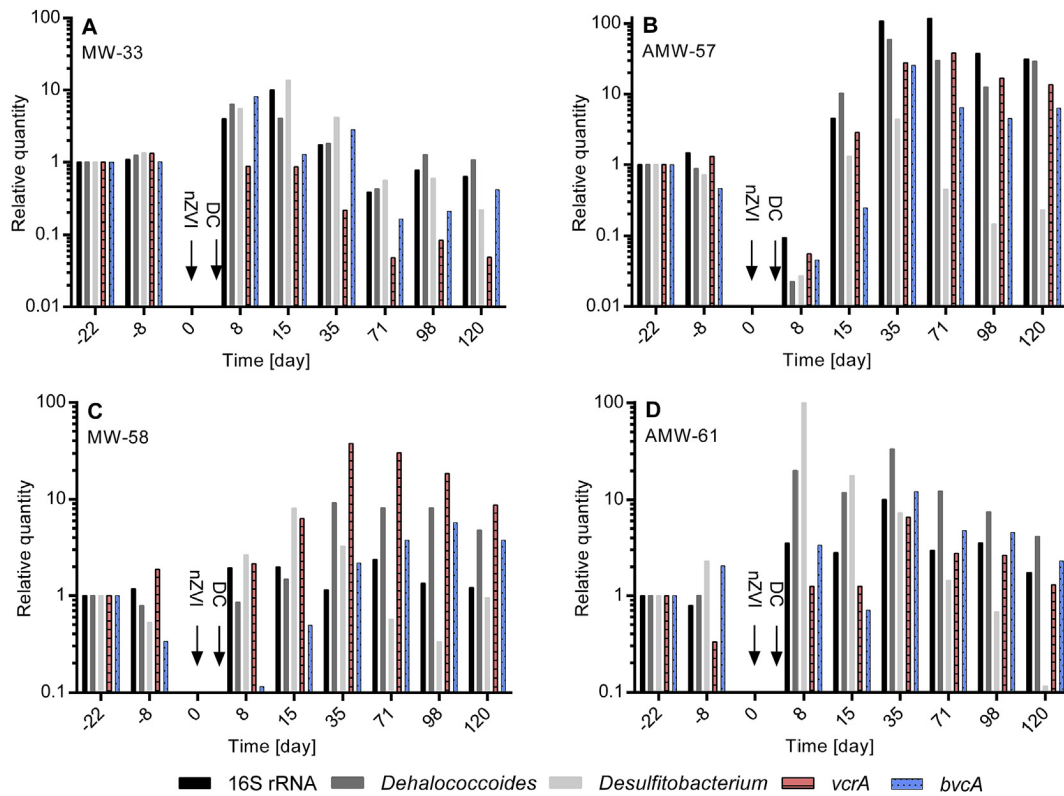 A
MW-33
Relative quantity
100
10
1
0.1
0.01
nZVI
DC
-22
-8
0
8
15
35
71
98
120
Time [day]
B
AMW-57
Relative quantity
100
10
1
0.1
0.01
nZVI
DC
-22
-8
0
8
15
35
71
98
120
Time [day]
C
MW-58
Relative quantity
100
10
1
0.1
nZVI
DC
-22
-8
0
8
15
35
71
98
120
Time [day]
D
AMW-61
Relative quantity
100
10
1
0.1
nZVI
DC
-22
-8
0
8
15
35
71
98
120
Time [day]
16S rRNA Dehalococcoides Desulfitobacterium vcrA bvcA